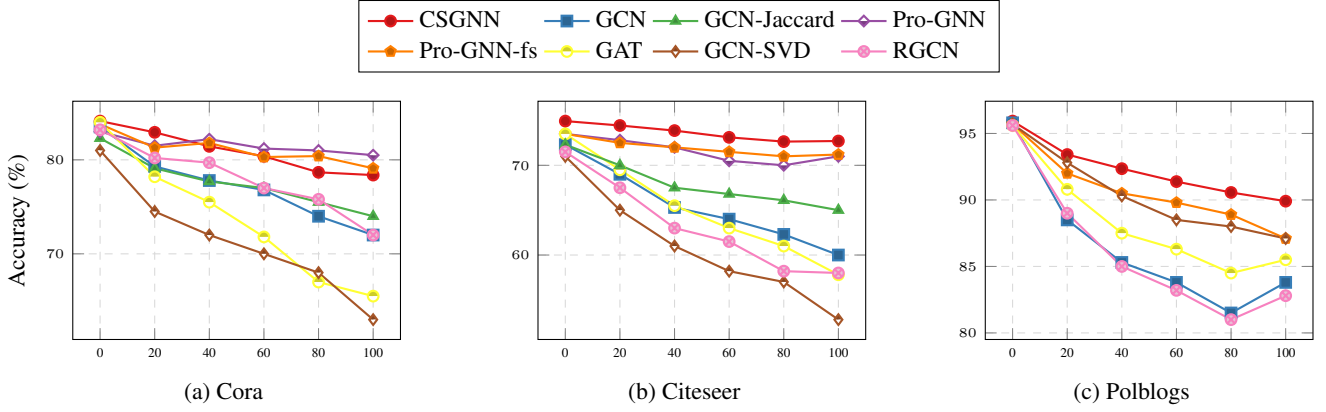 CSGNN GCN GCN-Jaccard Pro-GNN
Pro-GNN-fs GAT GCN-SVD RGCN
Accuracy (%)
80
70
0 20 40 60 80 100
(a) Cora
70
60
0 20 40 60 80 100
(b) Citeseer
95
90
85
80
0 20 40 60 80 100
(c) Polblogs